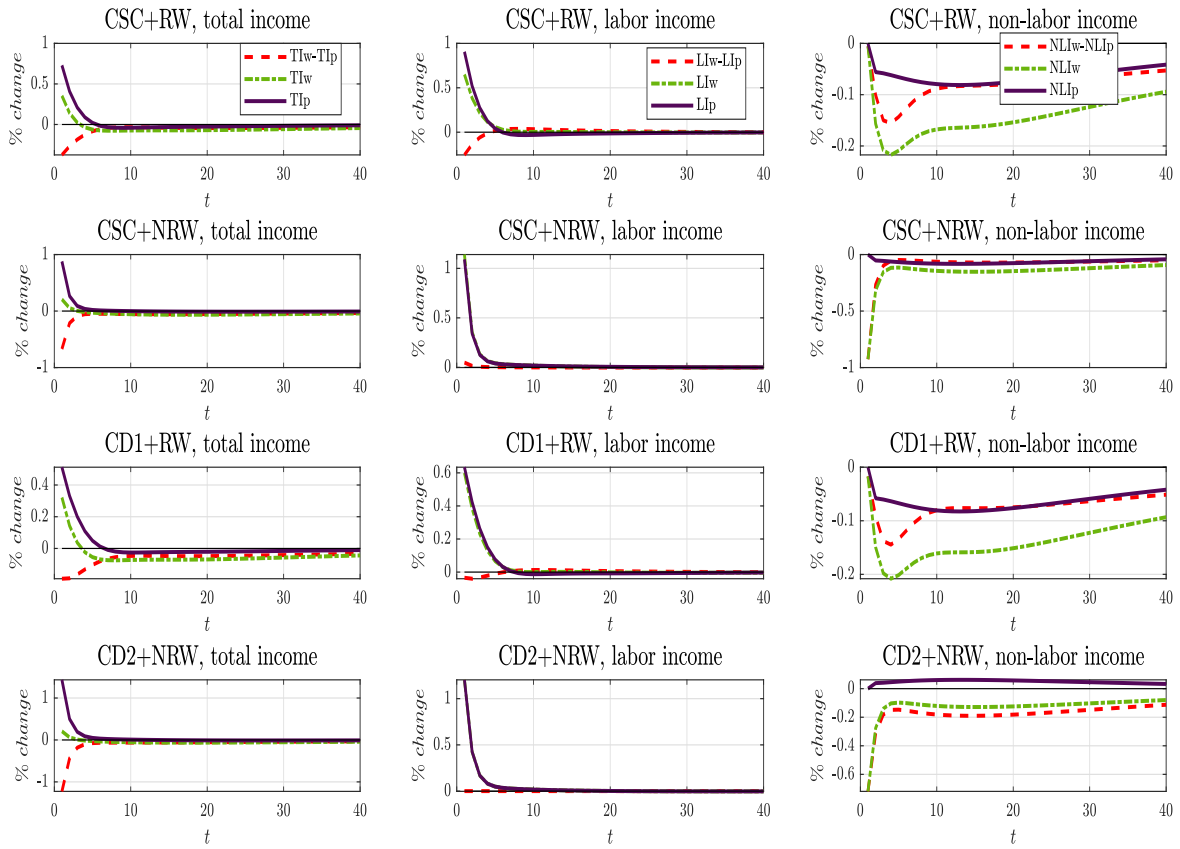 CSC+RW, total income
1
0.5
0
% change
TIw-TIp
TIw
TIp
0 10 20 30 40
t
CSC+RW, labor income
1
0.5
0
% change
LIw-LIp
LIw
LIp
0 10 20 30 40
t
CSC+RW, non-labor income
0
-0.1
-0.2
% change
NLIw-NLIp
NLIw
NLIp
0 10 20 30 40
t
CSC+NRW, total income
1
0
-1
% change
0 10 20 30 40
t
CSC+NRW, labor income
1
0.5
0
% change
0 10 20 30 40
t
CSC+NRW, non-labor income
0
-0.5
-1
% change
0 10 20 30 40
t
CD1+RW, total income
0.4
0.2
0
% change
0 10 20 30 40
t
CD1+RW, labor income
0.6
0.4
0.2
0
% change
0 10 20 30 40
t
CD1+RW, non-labor income
0
-0.1
-0.2
% change
0 10 20 30 40
t
CD2+NRW, total income
1
0
-1
% change
0 10 20 30 40
t
CD2+NRW, labor income
1
0.5
0
% change
0 10 20 30 40
t
CD2+NRW, non-labor income
0
-0.2
-0.4
-0.6
% change
0 10 20 30 40
t